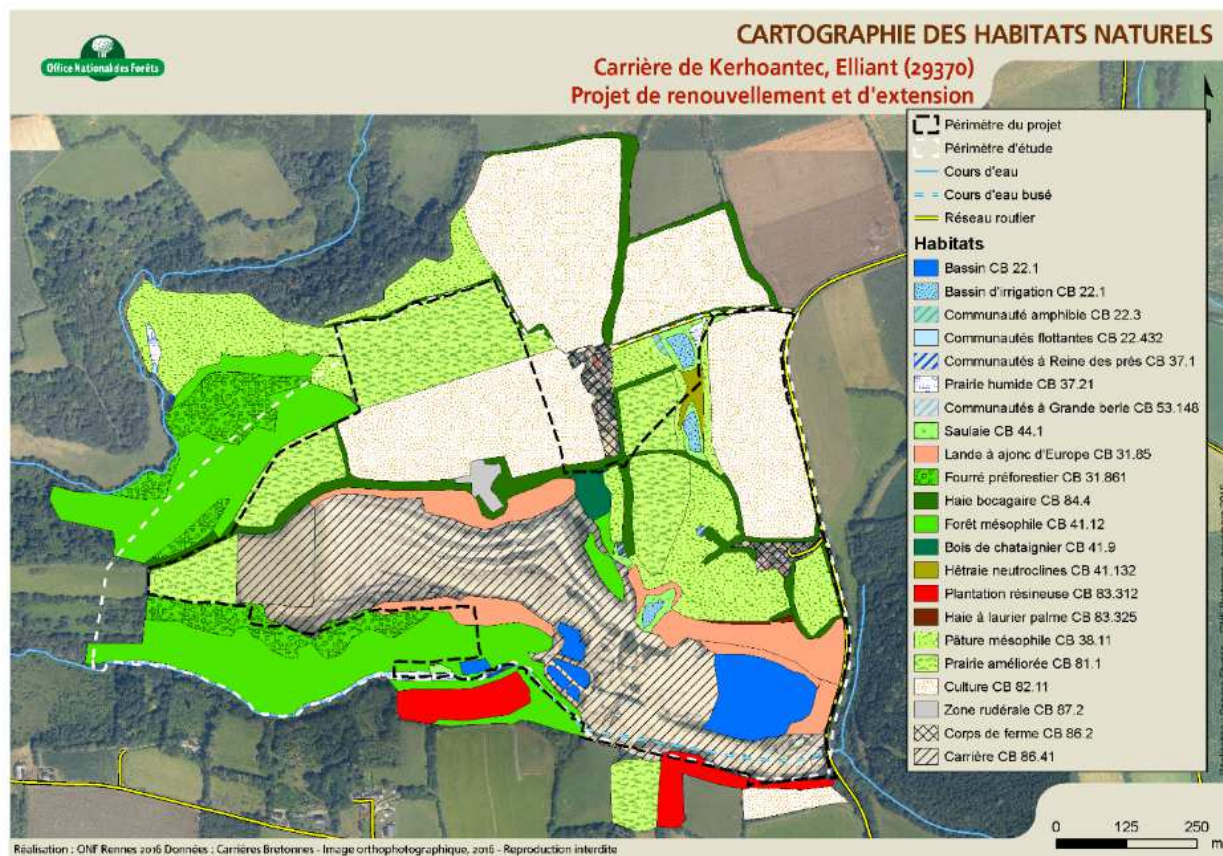 CARTOGRAPHIE DES HABITATS NATURELS
Office National des Forêts
Carrière de Kerhoantec, Elliant (29370)
Projet de renouvellement et d'extension
Périmètre du projet
Périmètre d'étude
Cours d'eau
Cours d'eau busé
Réseau routier
Habitats
Bassin CB 22.1
Bassin d'irrigation CB 22.1
Communauté amphibie CB 22.3
Communautés flottantes CB 22.432
Communautés à Reine des prés CB 37.1
Prairie humide CB 37.21
Communautés à Grande berle CB 53.148
Saulaie CB 44.1
Lande à ajonc d'Europe CB 31.85
Fourré préforestier CB 31.861
Haie bocagaire CB 84.4
Forêt mésophile CB 41.12
Bois de chataignier CB 41.9
Hêtraie neutroclines CB 41.132
Plantation résineuse CB 83.312
Haie à laurier palme CB 83.325
Pâture mésophile CB 38.11
Prairie améliorée CB 81.1
Culture CB 82.11
Zone rudérale CB 87.2
Corps de ferme CB 86.2
Carrière CB 86.41
0 125 250
m
Réalisation : ONF Rennes 2016 Données : Carrières Bretonnes - Image orthophotographique, 2016 - Reproduction interdite